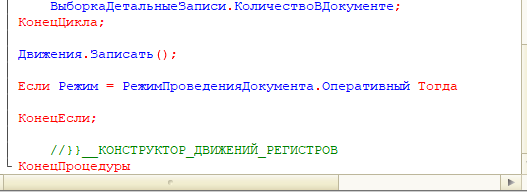 ВыборкаДетальныеЗаписи.КоличествоВДокументе;
КонецЦикла;
Движения.Записать();
Если Режим = РежимПроведенияДокумента.Оперативный Тогда
КонецЕсли;
//}}__КОНСТРУКТОР_ДВИЖЕНИЙ_РЕГИСТРОВ
КонецПроцедуры